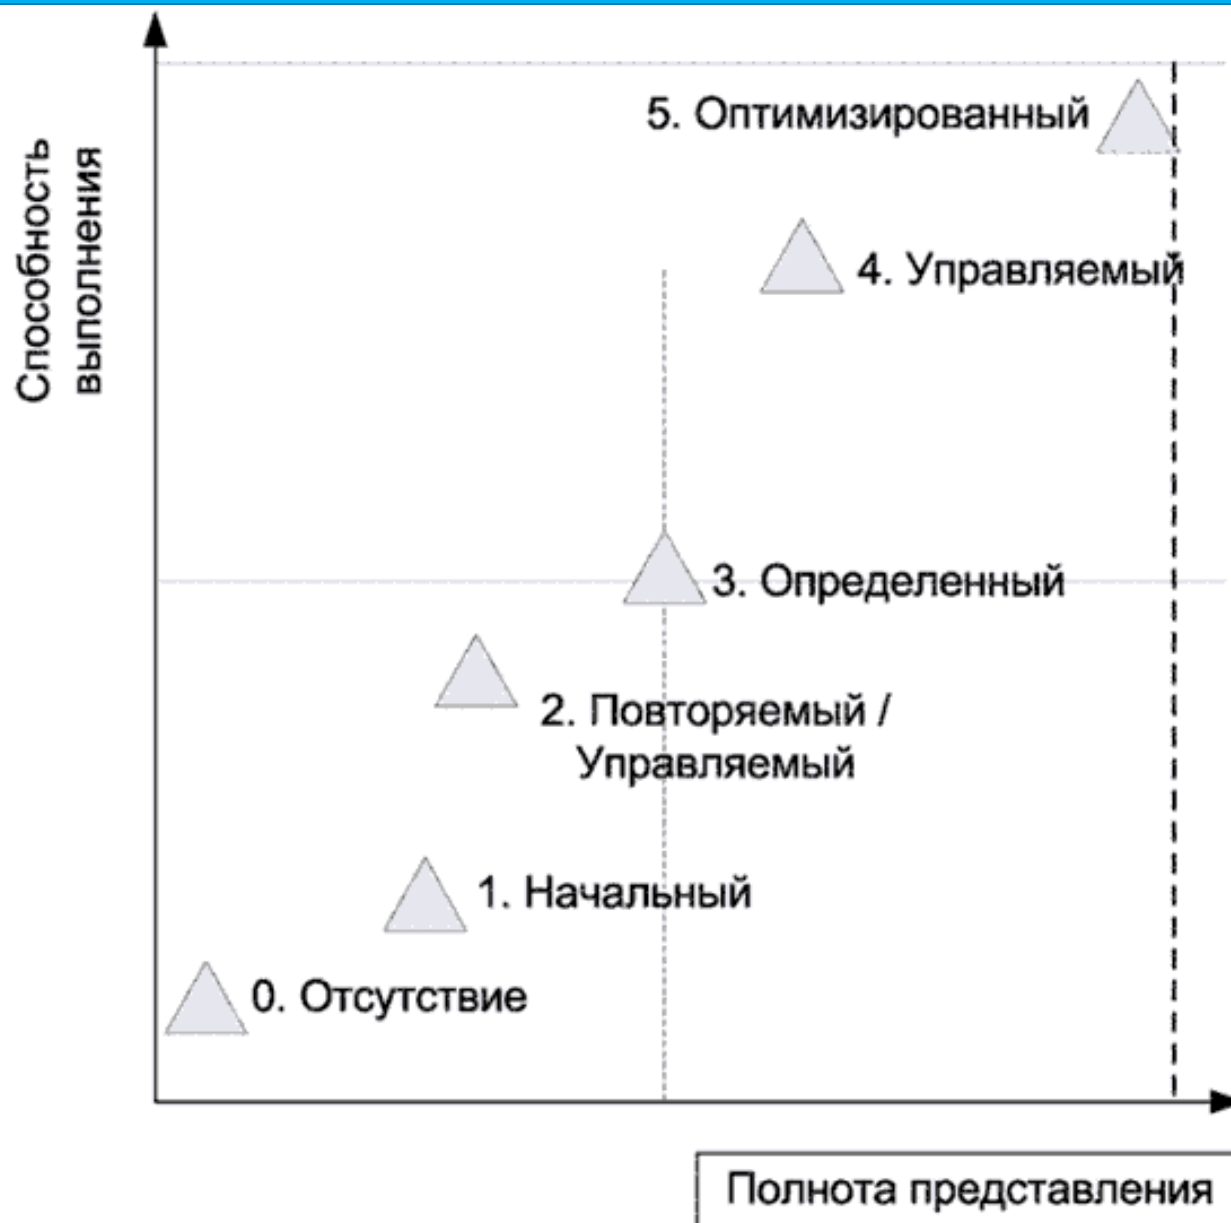 Способность
выполнения
5. Оптимизированный
4. Управляемый
3. Определенный
2. Повторяемый /
Управляемый
1. Начальный
0. Отсутствие
Полнота представления